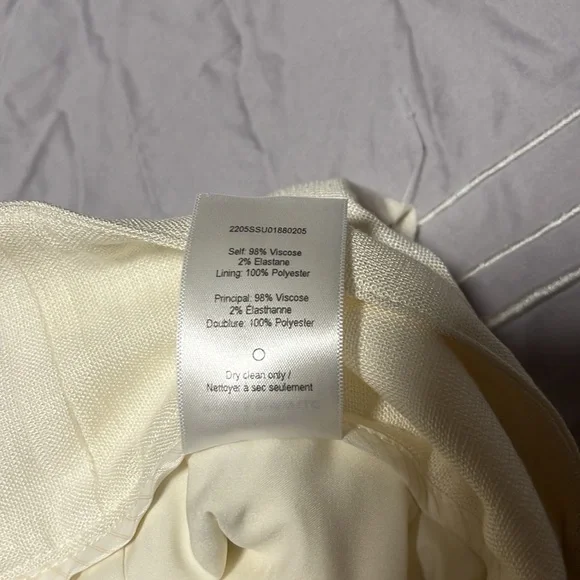 2205SSU01880205
Self: 98% Viscose
2% Elastane
Lining: 100% Polyester
Principal: 98% Viscose
2% Élasthanne
Doublure: 100% Polyester
Dry clean only /
Nettoyer a sec seulement